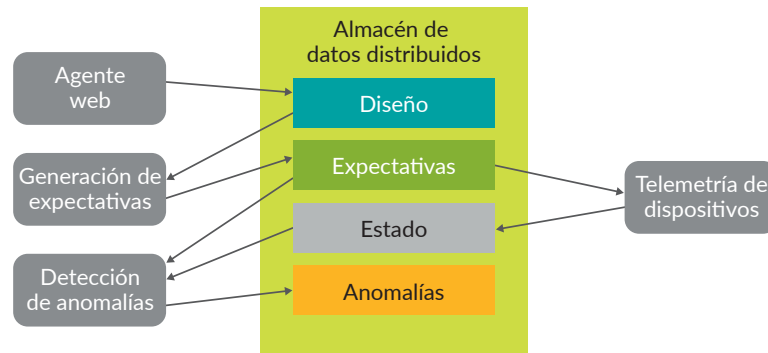 Almacén de
datos distribuidos
Agente
web
Diseño
Generación de
expectativas
Expectativas
Telemetría de
dispositivos
Estado
Detección
de anomalías
Anomalías